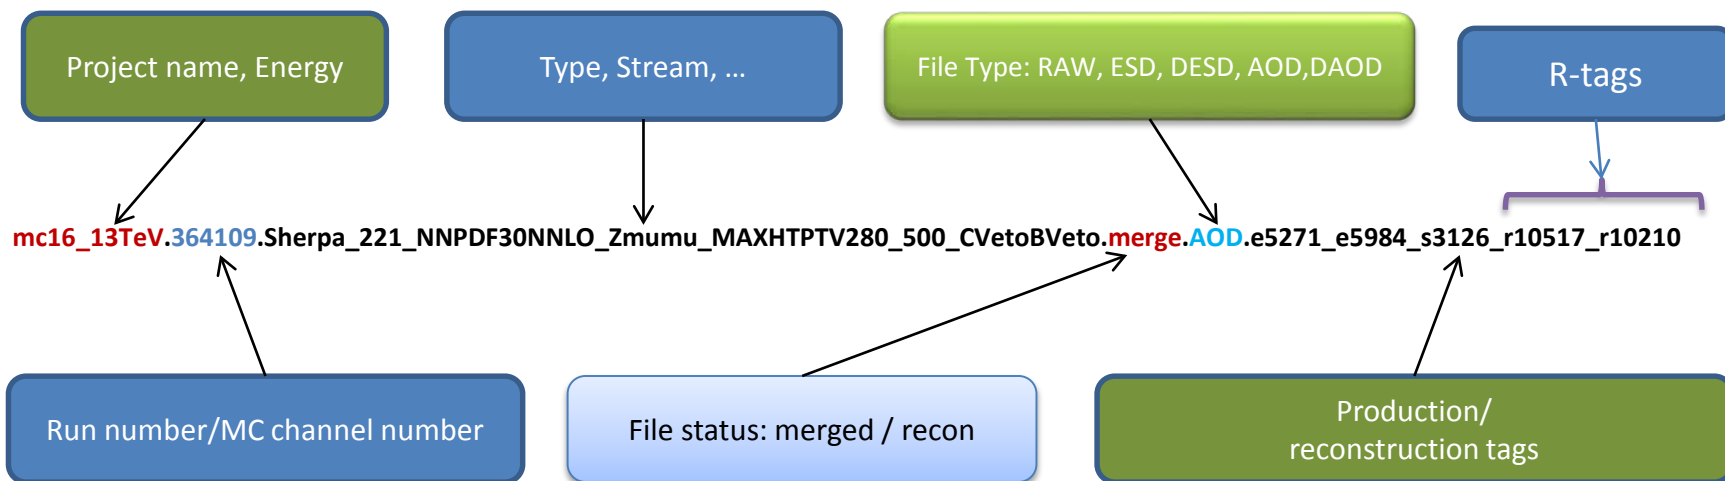 Project name, Energy
Type, Stream, ...
File Type: RAW, ESD, DESD, AOD,DAOD
R-tags
mc16_13TeV.364109.Sherpa_221_NNPDF30NNLO_Zmumu_MAXHTPTV280_500_CVetoBVeto.merge.AOD.e5271_e5984_s3126_r10517_r10210
Run number/MC channel number
File status: merged / recon
Production/
reconstruction tags